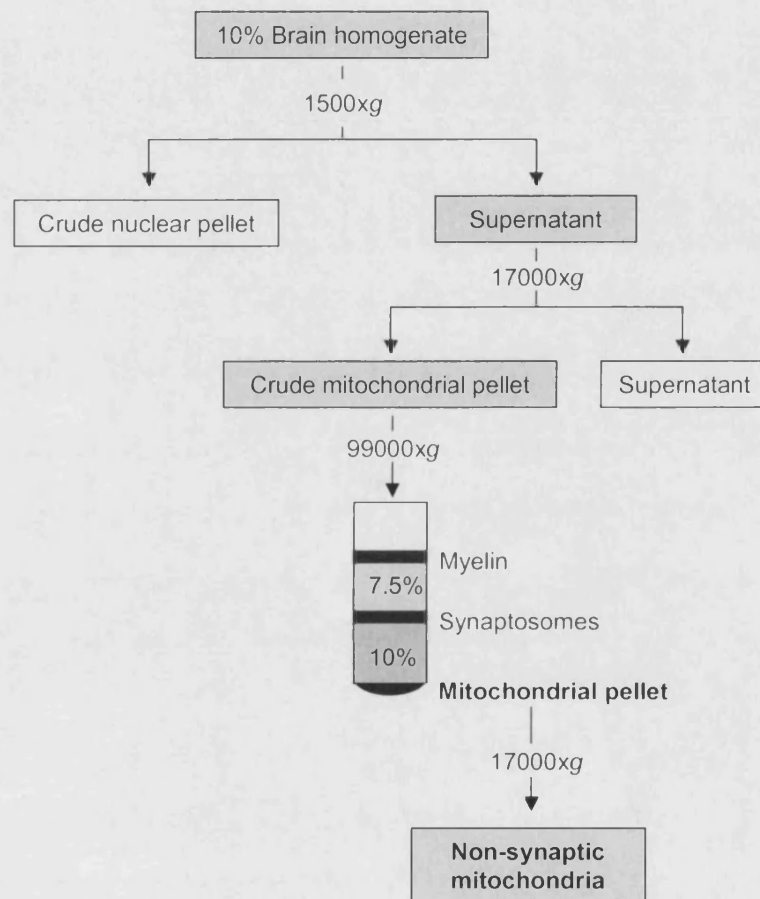 10% Brain homogenate
1500xg
Crude nuclear pellet
Supernatant
17000xg
Crude mitochondrial pellet
Supernatant
99000xg
Myelin
7.5%
Synaptosomes
10%
Mitochondrial pellet
17000xg
Non-synaptic
mitochondria